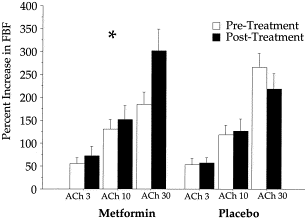 Percent Increase in FBF
400
350
300
250
200
150
100
50
0
*
Pre-Treatment
Post-Treatment
ACh 3 ACh 10 ACh 30 ACh 3 ACh 10 ACh 30
Metformin Placebo